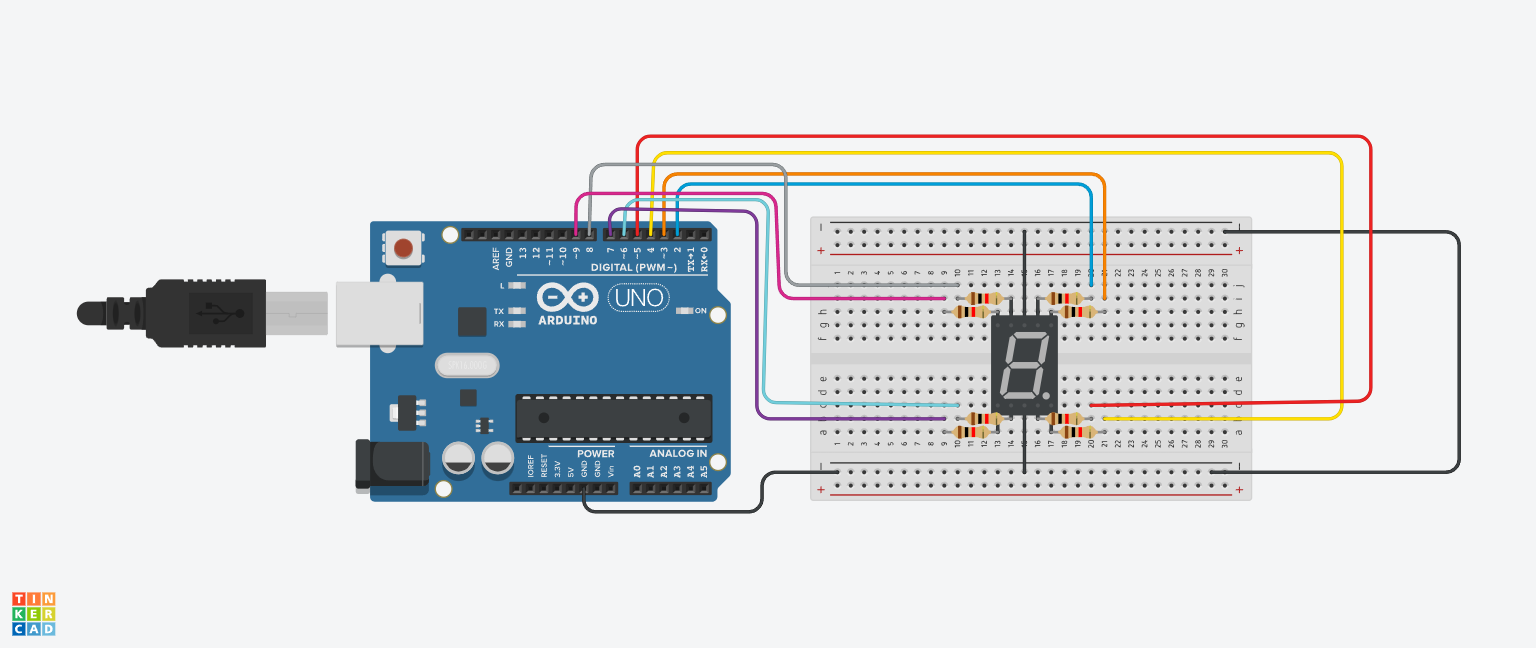 AREF
GND
13
12
~11
~10
~9
8
7
~6
~5
4
~3
2
TX→1
RX←0
DIGITAL (PWM~)
L
TX
RX
ARDUINO
UNO
ON
POWER
ANALOG IN
IOREF
RESET
3.3V
5V
GND
GND
Vin
A0
A1
A2
A3
A4
A5
− −
+ +
1 2 3 4 5 6 7 8 9 10 11 12 13 14 15 16 17 18 19 20 21 22 23 24 25 26 27 28 29 30
j j
i i
h h
g g
f f
e e
d d
c c
b b
a a
1 2 3 4 5 6 7 8 9 10 11 12 13 14 15 16 17 18 19 20 21 22 23 24 25 26 27 28 29 30
− −
+ +
TIN
KER
CAD